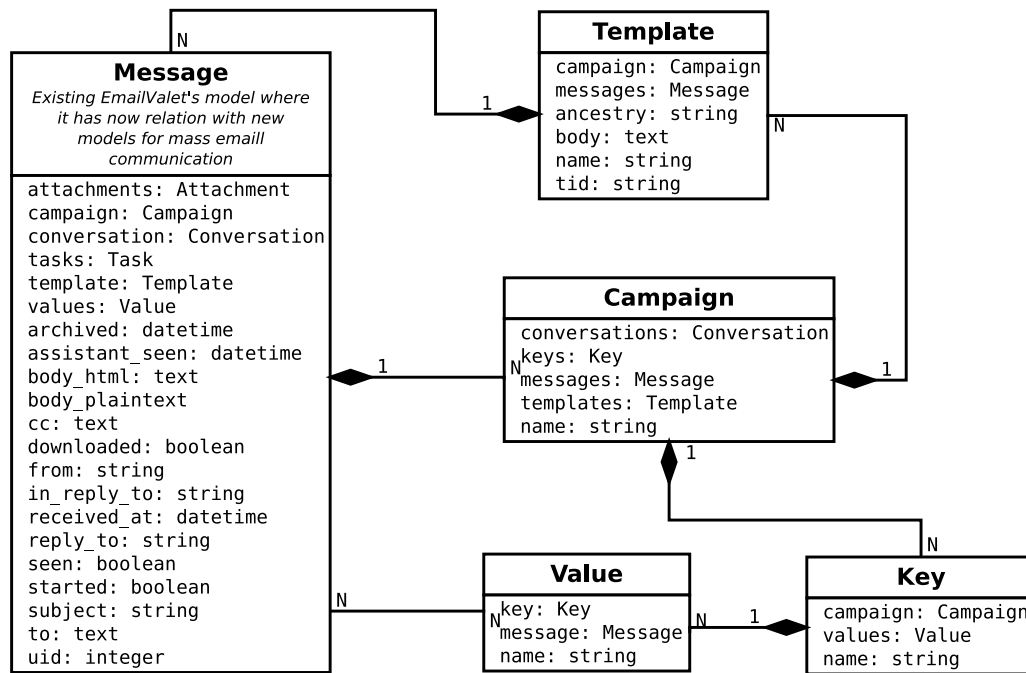 N
Message
Existing EmailValet's model where
it has now relation with new
models for mass emaill
communication
attachments: Attachment
campaign: Campaign
conversation: Conversation
tasks: Task
template: Template
values: Value
archived: datetime
assistant_seen: datetime
body_html: text
body_plaintext
cc: text
downloaded: boolean
from: string
in_reply_to: string
received_at: datetime
reply_to: string
seen: boolean
started: boolean
subject: string
to: text
uid: integer
1
Template
campaign: Campaign
messages: Message
ancestry: string
body: text
name: string
tid: string
N
1
N
Campaign
conversations: Conversation
keys: Key
messages: Message
templates: Template
name: string
1
1
N
N
N
Value
key: Key
message: Message
name: string
N
1
Key
campaign: Campaign
values: Value
name: string